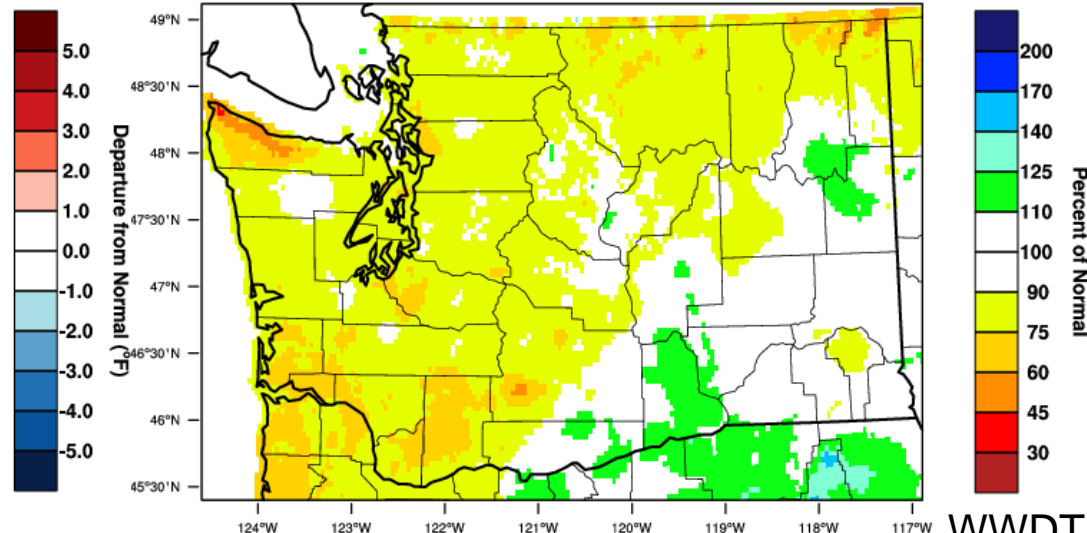 5.0
4.0
3.0
2.0
1.0
0.0
-1.0
-2.0
-3.0
-4.0
-5.0
Departure from Normal (°F)
49°N
48°30'N
48°N
47°30'N
47°N
46°30'N
46°N
45°30'N
124°W 123°W 122°W 121°W 120°W 119°W 118°W 117°W
200
170
140
125
110
100
90
75
60
45
30
Percent of Normal
WWDT